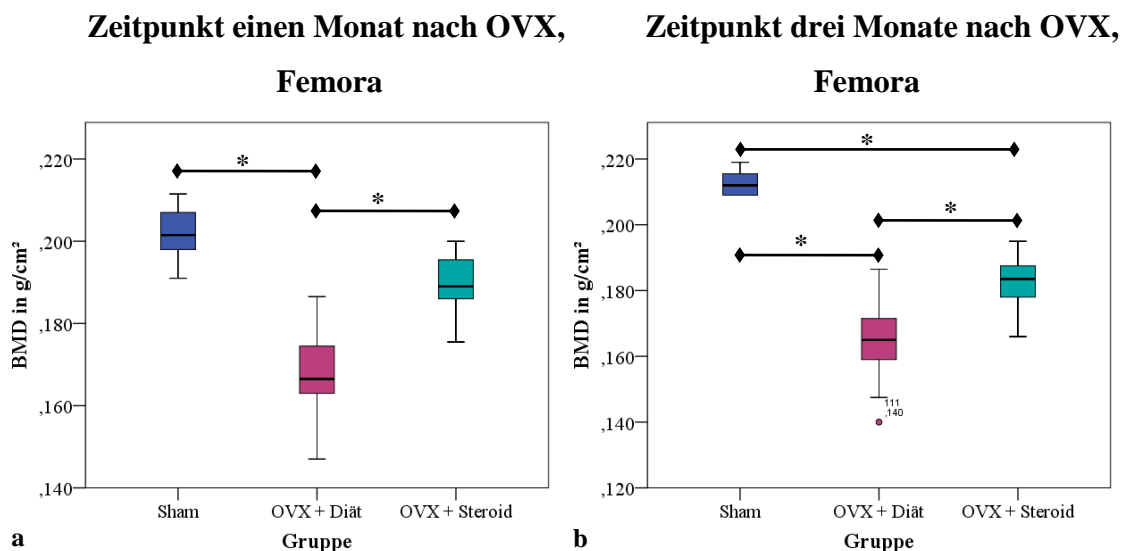 Zeitpunkt einen Monat nach OVX,
Femora
,220
,200
,180
,160
,140
BMD in g/cm²
*
*
Sham
OVX + Diät
OVX + Steroid
Gruppe
a
Zeitpunkt drei Monate nach OVX,
Femora
,220
,200
,180
,160
,140
,120
BMD in g/cm²
*
*
*
111
,140
Sham
OVX + Diät
OVX + Steroid
Gruppe
b